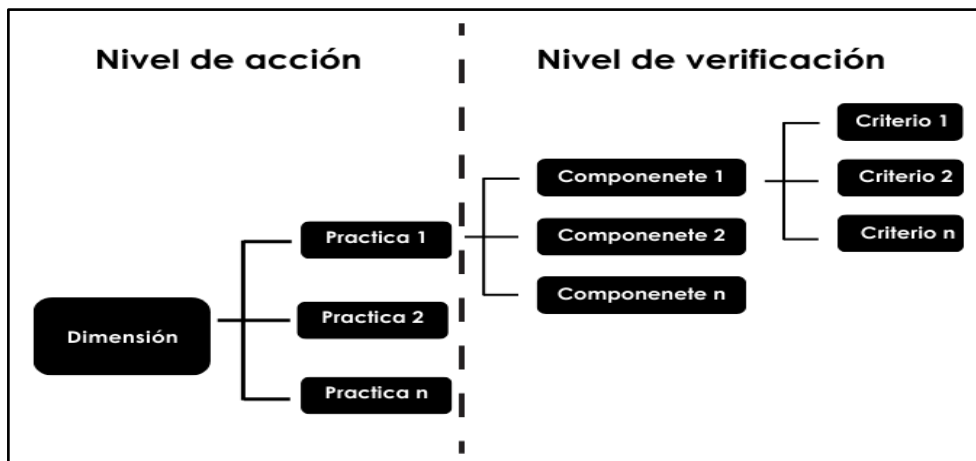 Nivel de acción
Nivel de verificación
Criterio 1
Componenete 1
Criterio 2
Practica 1
Componenete 2
Criterio n
Componenete n
Practica 2
Dimensión
Practica n